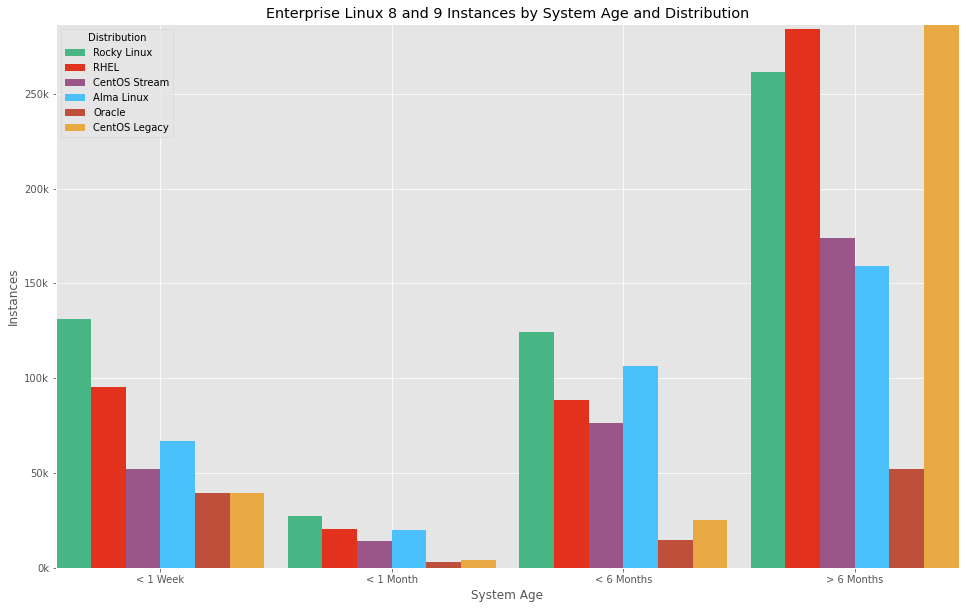 Enterprise Linux 8 and 9 Instances by System Age and Distribution
Distribution
Rocky Linux
RHEL
CentOS Stream
Alma Linux
Oracle
CentOS Legacy
250k
200k
150k
100k
50k
0k
Instances
< 1 Week
< 1 Month
< 6 Months
> 6 Months
System Age